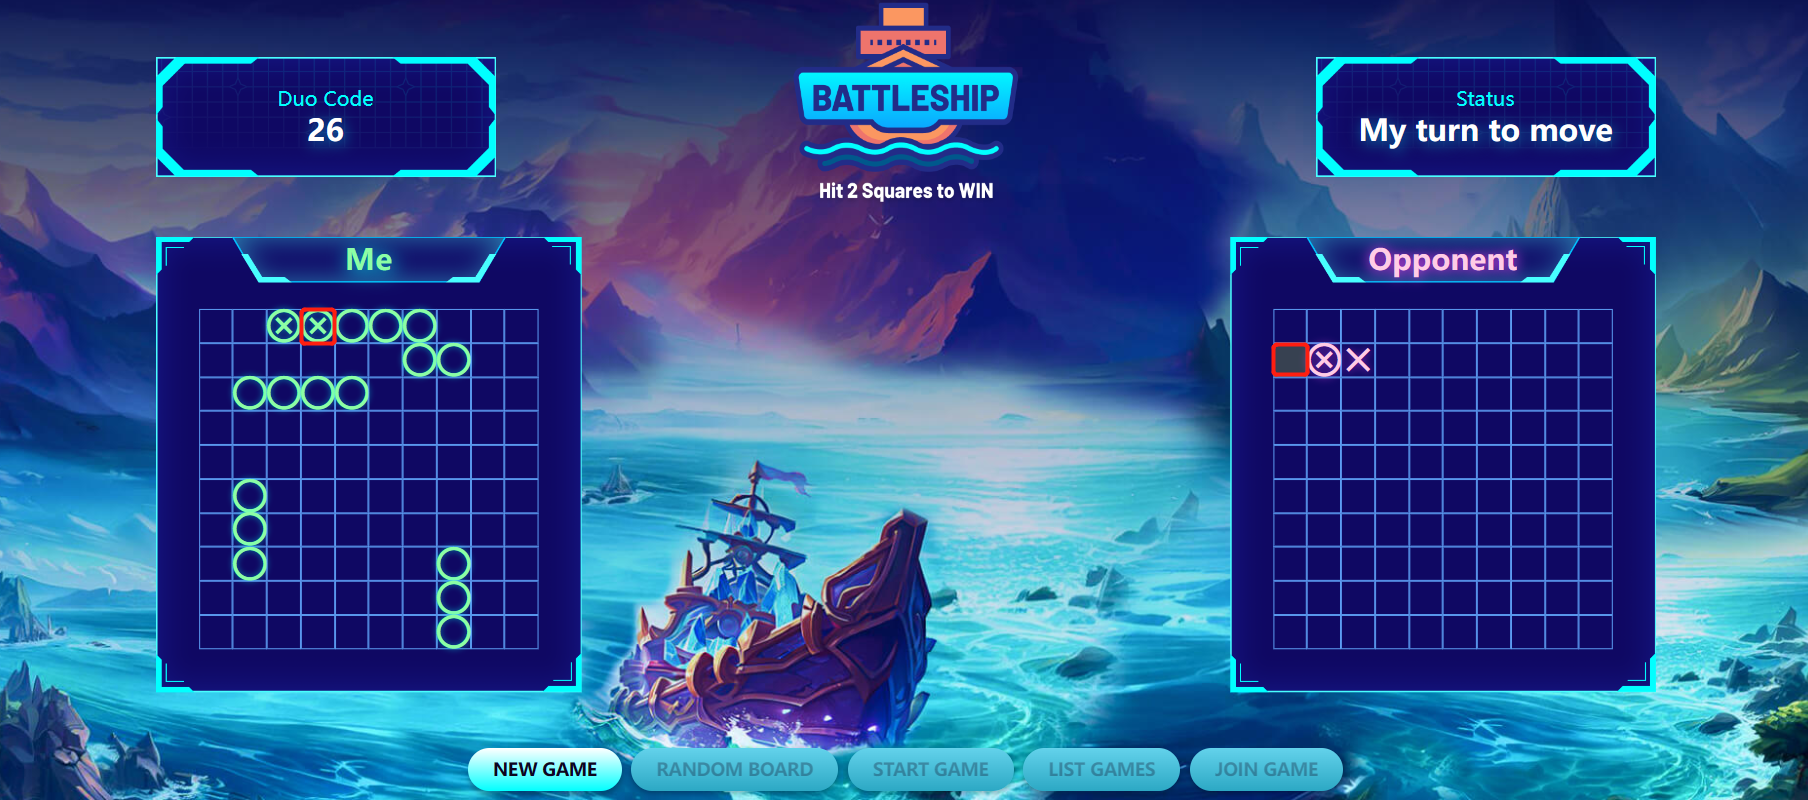 Duo Code
26
BATTLESHIP
Hit 2 Squares to WIN
Status
My turn to move
Me
Opponent
NEW GAME
RANDOM BOARD
START GAME
LIST GAMES
JOIN GAME